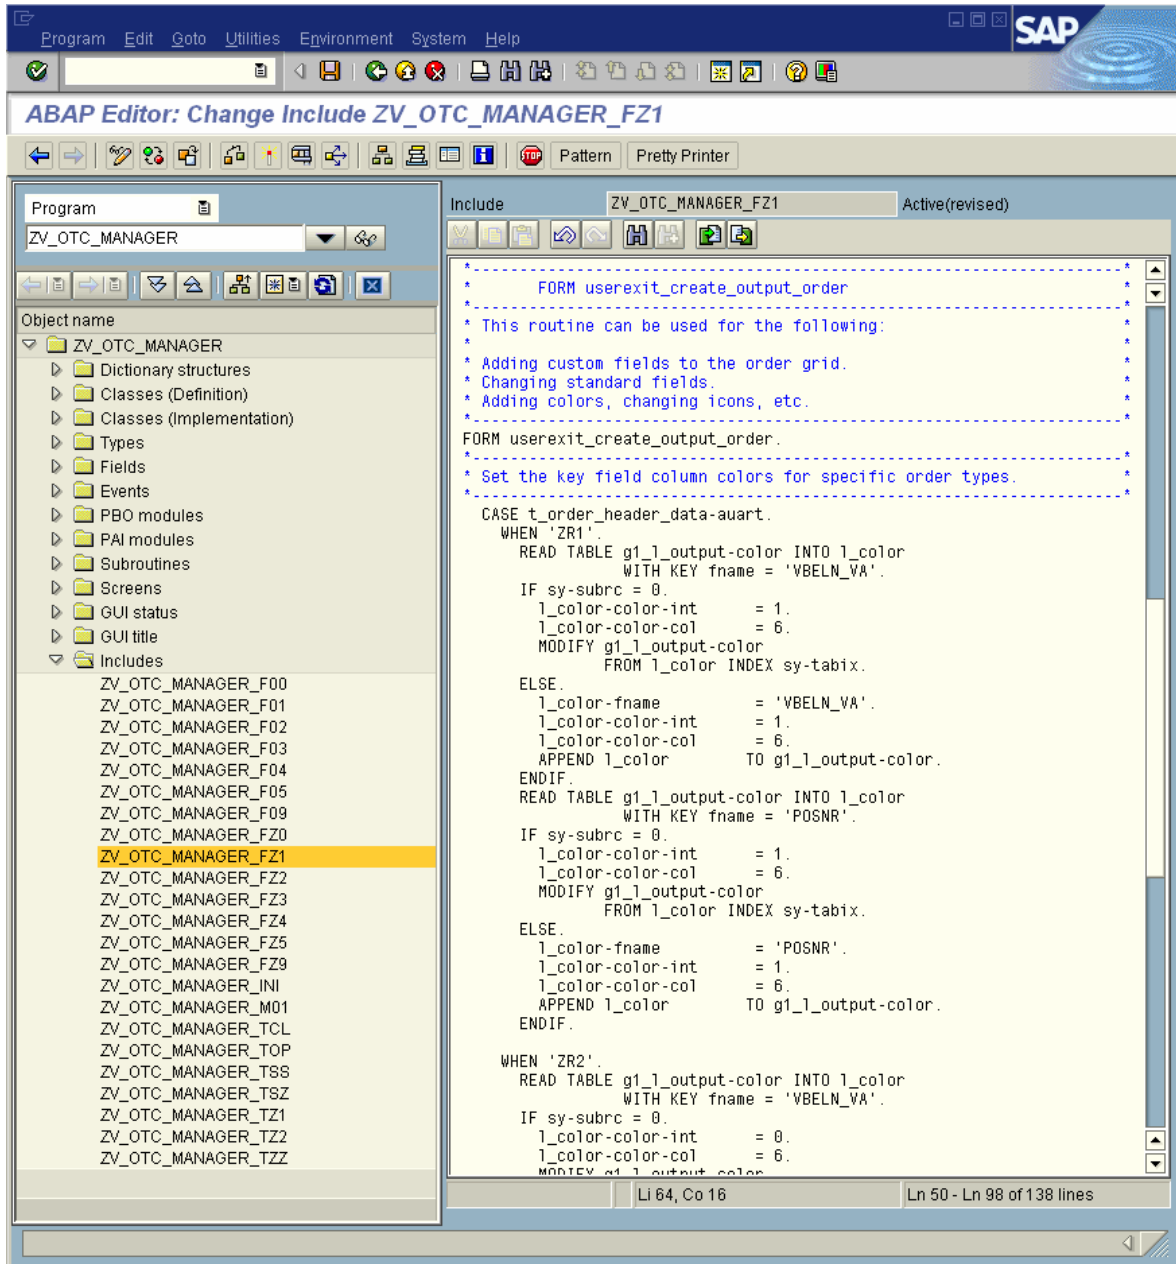 Program Edit Goto Utilities Environment System Help
SAP
ABAP Editor: Change Include ZV_OTC_MANAGER_FZ1
STOP Pattern Pretty Printer
Program
ZV_OTC_MANAGER
Object name
ZV_OTC_MANAGER
Dictionary structures
Classes (Definition)
Classes (Implementation)
Types
Fields
Events
PBO modules
PAI modules
Subroutines
Screens
GUI status
GUI title
Includes
ZV_OTC_MANAGER_F00
ZV_OTC_MANAGER_F01
ZV_OTC_MANAGER_F02
ZV_OTC_MANAGER_F03
ZV_OTC_MANAGER_F04
ZV_OTC_MANAGER_F05
ZV_OTC_MANAGER_F09
ZV_OTC_MANAGER_FZ0
ZV_OTC_MANAGER_FZ1
ZV_OTC_MANAGER_FZ2
ZV_OTC_MANAGER_FZ3
ZV_OTC_MANAGER_FZ4
ZV_OTC_MANAGER_FZ5
ZV_OTC_MANAGER_FZ9
ZV_OTC_MANAGER_INI
ZV_OTC_MANAGER_M01
ZV_OTC_MANAGER_TCL
ZV_OTC_MANAGER_TOP
ZV_OTC_MANAGER_TSS
ZV_OTC_MANAGER_TSZ
ZV_OTC_MANAGER_TZ1
ZV_OTC_MANAGER_TZ2
ZV_OTC_MANAGER_TZZ
Include ZV_OTC_MANAGER_FZ1 Active(revised)
*----------------------------------------------------------------------*
*       FORM userexit_create_output_order                              *
*----------------------------------------------------------------------*
* This routine can be used for the following:                          *
*                                                                      *
* Adding custom fields to the order grid.                              *
* Changing standard fields.                                            *
* Adding colors, changing icons, etc.                                  *
*----------------------------------------------------------------------*
FORM userexit_create_output_order.
*----------------------------------------------------------------------*
* Set the key field column colors for specific order types.            *
*----------------------------------------------------------------------*
  CASE t_order_header_data-auart.
    WHEN 'ZR1'.
      READ TABLE g1_l_output-color INTO l_color
                 WITH KEY fname = 'VBELN_VA'.
      IF sy-subrc = 0.
        l_color-color-int      = 1.
        l_color-color-col      = 6.
        MODIFY g1_l_output-color
               FROM l_color INDEX sy-tabix.
      ELSE.
        l_color-fname          = 'VBELN_VA'.
        l_color-color-int      = 1.
        l_color-color-col      = 6.
        APPEND l_color        TO g1_l_output-color.
      ENDIF.
      READ TABLE g1_l_output-color INTO l_color
                 WITH KEY fname = 'POSNR'.
      IF sy-subrc = 0.
        l_color-color-int      = 1.
        l_color-color-col      = 6.
        MODIFY g1_l_output-color
               FROM l_color INDEX sy-tabix.
      ELSE.
        l_color-fname          = 'POSNR'.
        l_color-color-int      = 1.
        l_color-color-col      = 6.
        APPEND l_color        TO g1_l_output-color.
      ENDIF.
    WHEN 'ZR2'.
      READ TABLE g1_l_output-color INTO l_color
                 WITH KEY fname = 'VBELN_VA'.
      IF sy-subrc = 0.
        l_color-color-int      = 0.
        l_color-color-col      = 6.
        MODIFY g1_l_output-color
Li 64, Co 16 Ln 50 - Ln 98 of 138 lines